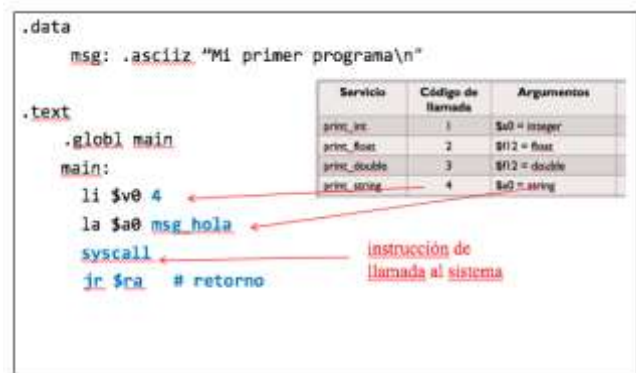 .data
msg: .asciiz “Mi primer programa\n”
Servicio Código de llamada Argumentos
print_int 1 $a0 = integer
print_float 2 $f12 = float
print_double 3 $f12 = double
print_string 4 $a0 = string
.text
.globl main
main:
li $v0 4
la $a0 msg_hola
syscall
instrucción de
llamada al sistema
jr $ra # retorno